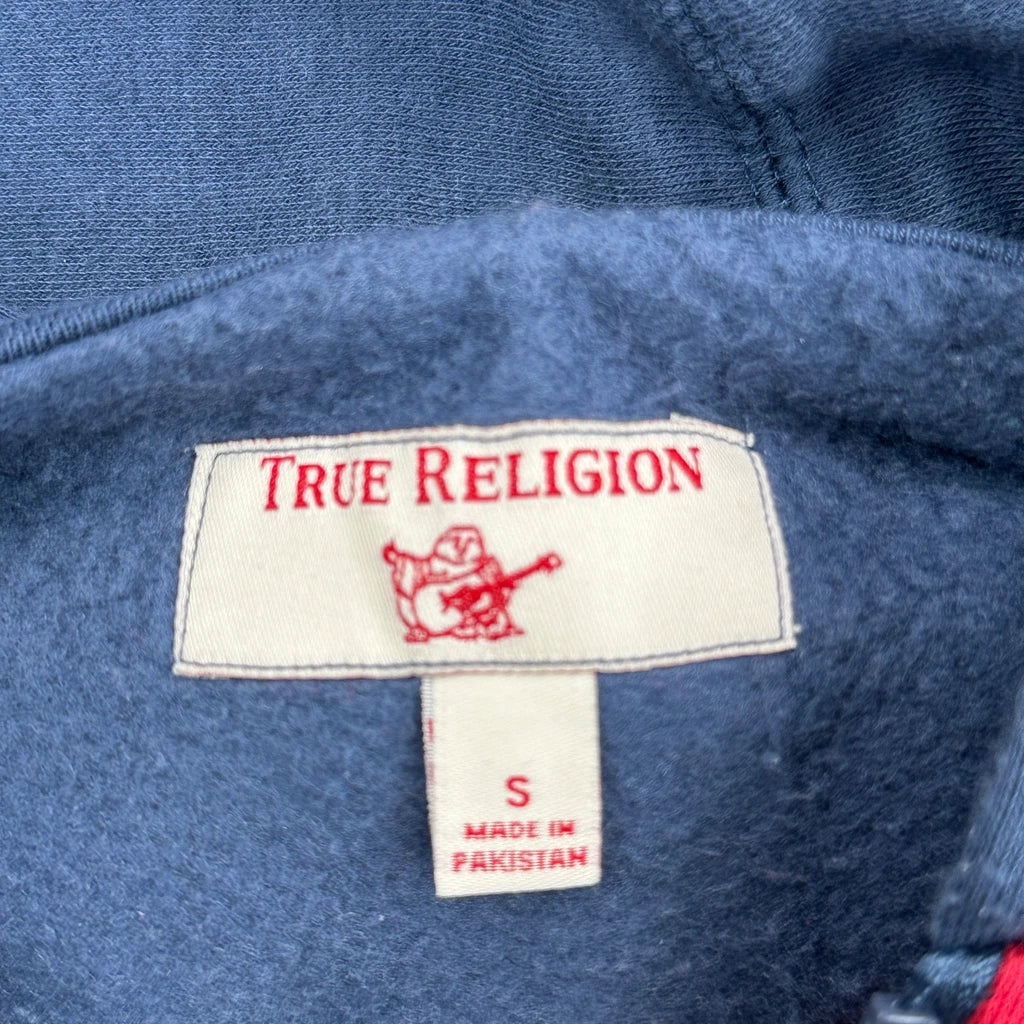 TRUE RELIGION
S
MADE IN
PAKISTAN